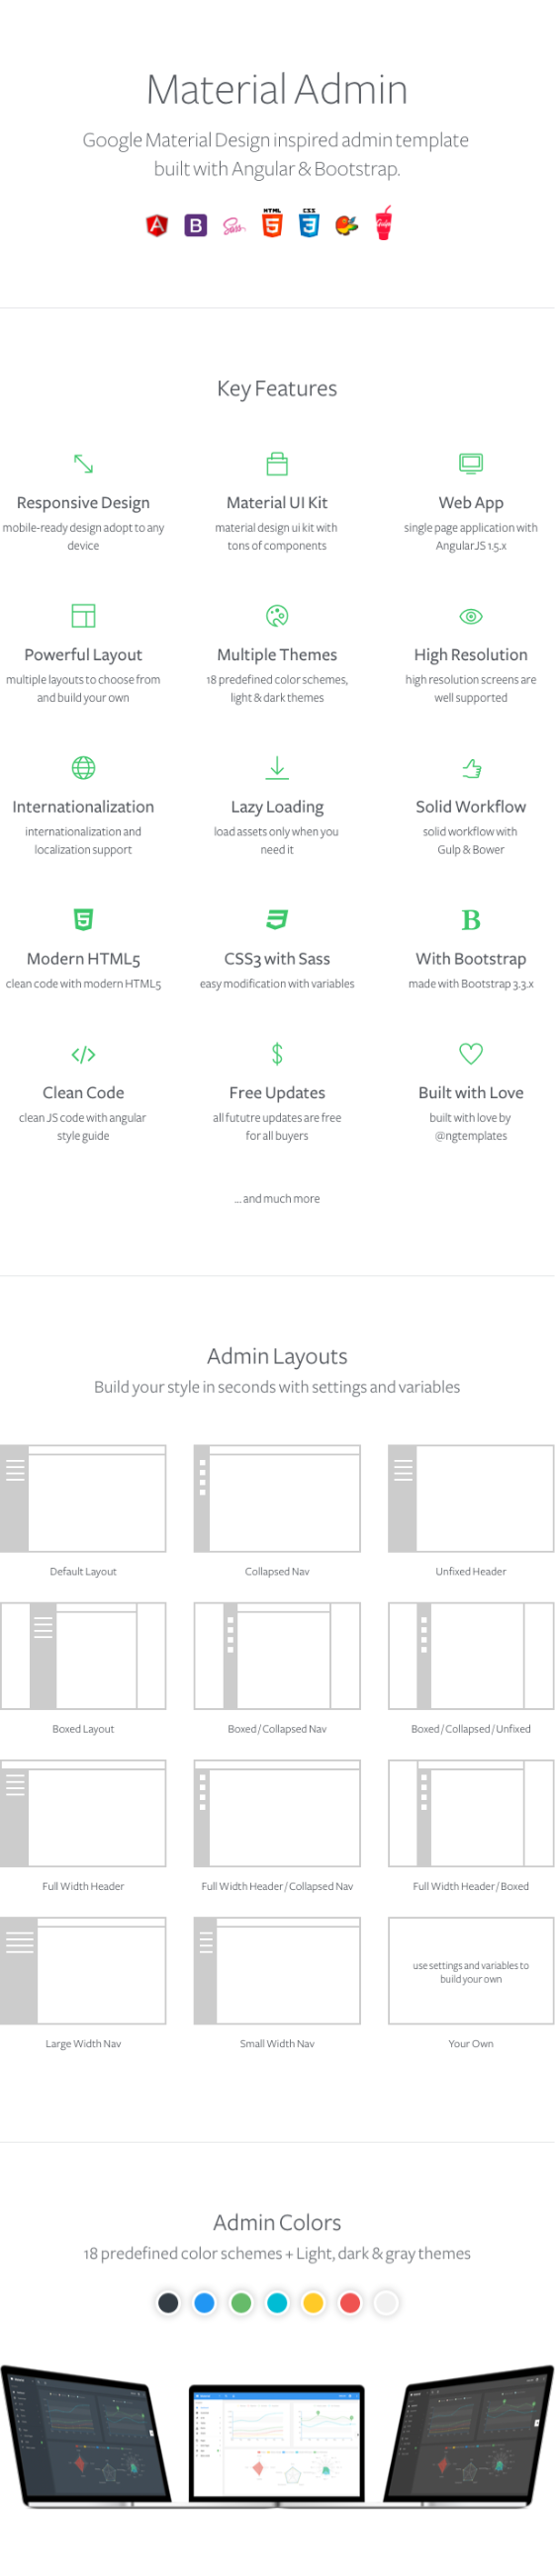 Material Admin
Google Material Design inspired admin template
built with Angular & Bootstrap.
A
B
Sass
HTML
5
CSS
3
Gulp
Key Features
Responsive Design
mobile-ready design adopt to any
device
Material UI Kit
material design ui kit with
tons of components
Web App
single page application with
AngularJS 1.5.x
Powerful Layout
multiple layouts to choose from
and build your own
Multiple Themes
18 predefined color schemes,
light & dark themes
High Resolution
high resolution screens are
well supported
Internationalization
internationalization and
localization support
Lazy Loading
load assets only when you
need it
Solid Workflow
solid workflow with
Gulp & Bower
5
Modern HTML5
clean code with modern HTML5
3
CSS3 with Sass
easy modification with variables
B
With Bootstrap
made with Bootstrap 3.3.x
</>
Clean Code
clean JS code with angular
style guide
$
Free Updates
all fututre updates are free
for all buyers
Built with Love
built with love by
@ngtemplates
... and much more
Admin Layouts
Build your style in seconds with settings and variables
Default Layout
Collapsed Nav
Unfixed Header
Boxed Layout
Boxed / Collapsed Nav
Boxed / Collapsed / Unfixed
Full Width Header
Full Width Header / Collapsed Nav
Full Width Header / Boxed
Large Width Nav
Small Width Nav
use settings and variables to
build your own
Your Own
Admin Colors
18 predefined color schemes + Light, dark & gray themes